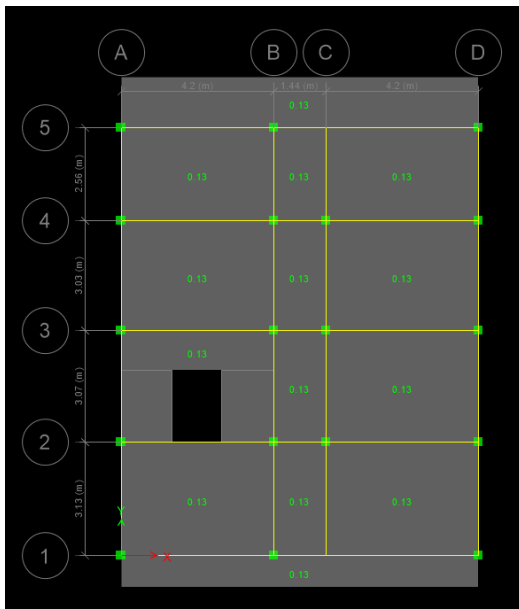 A B C D
4.2 (m) 1.44 (m) 4.2 (m)
0.13
5
2.56 (m)
0.13 0.13 0.13
4
3.03 (m)
0.13 0.13 0.13
3
0.13
3.07 (m)
0.13 0.13
2
3.13 (m)
0.13 0.13 0.13
Y
X
1
0.13